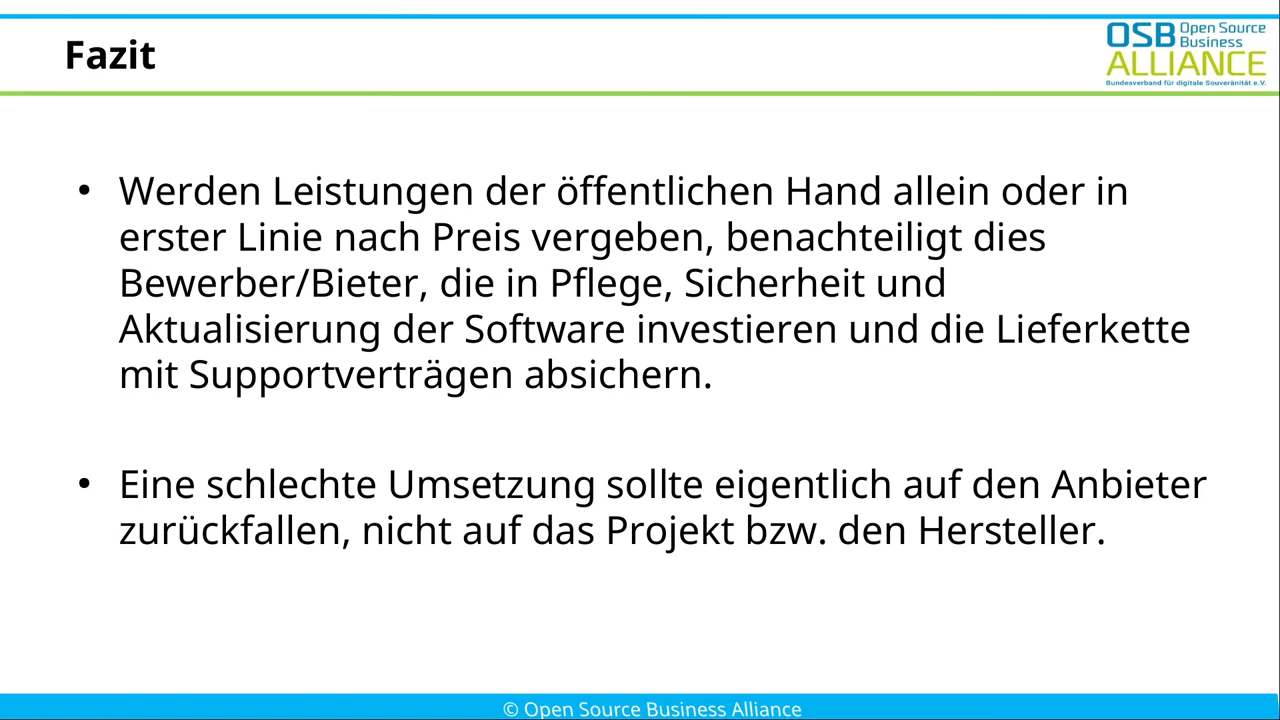 Fazit
OSB Open Source
Business
ALLIANCE
Bundesverband für digitale Souveränität e.V.
• Werden Leistungen der öffentlichen Hand allein oder in
erster Linie nach Preis vergeben, benachteiligt dies
Bewerber/Bieter, die in Pflege, Sicherheit und
Aktualisierung der Software investieren und die Lieferkette
mit Supportverträgen absichern.
• Eine schlechte Umsetzung sollte eigentlich auf den Anbieter
zurückfallen, nicht auf das Projekt bzw. den Hersteller.
© Open Source Business Alliance